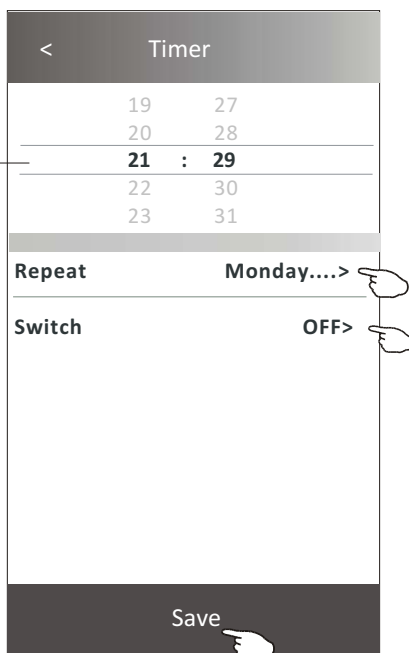 < Timer
19 27
20 28
21 : 29
22 30
23 31
Repeat Monday....>
Switch OFF>
Save